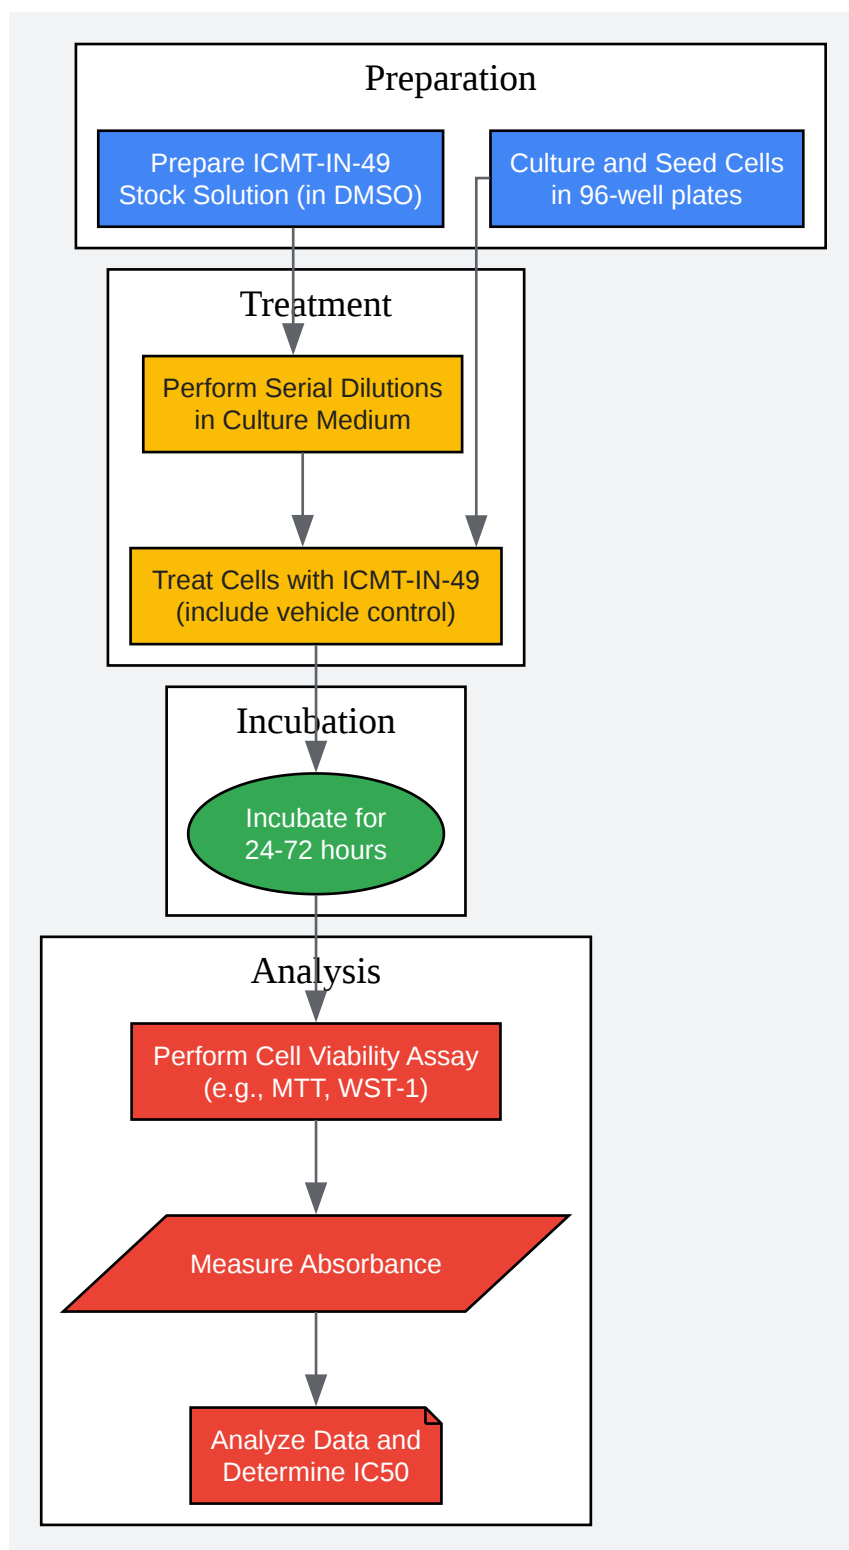 Preparation
Prepare ICMT-IN-49
Stock Solution (in DMSO)
Culture and Seed Cells
in 96-well plates
Treatment
Perform Serial Dilutions
in Culture Medium
Treat Cells with ICMT-IN-49
(include vehicle control)
Incubation
Incubate for
24-72 hours
Analysis
Perform Cell Viability Assay
(e.g., MTT, WST-1)
Measure Absorbance
Analyze Data and
Determine IC50